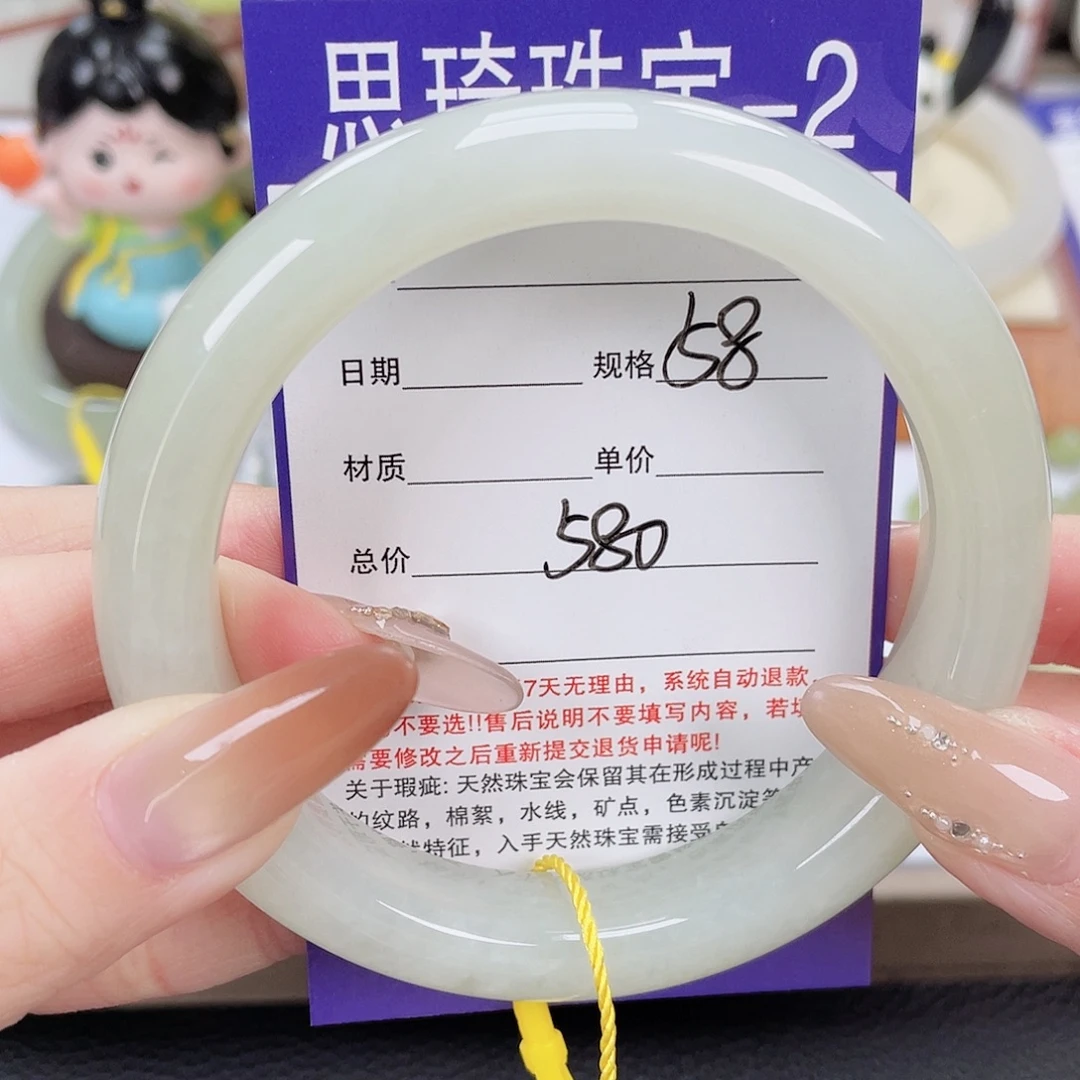 思琦珠宝-2
日期 规格 58
材质 单价
总价 580
7天无理由，系统自动退款
不要选!!售后说明不要填写内容，若填
需要修改之后重新提交退货申请呢!
关于瑕疵: 天然珠宝会保留其在形成过程中产
的纹路，棉絮，水线，矿点，色素沉淀等
特征，入手天然珠宝需接受